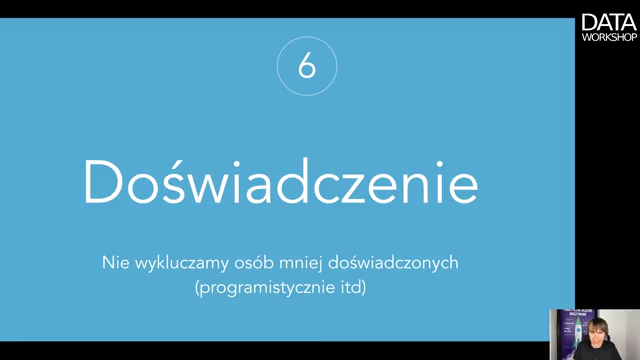 DATA
WORKSHOP
6
Doświadczenie
Nie wykluczamy osób mniej doświadczonych
(programistycznie itd)